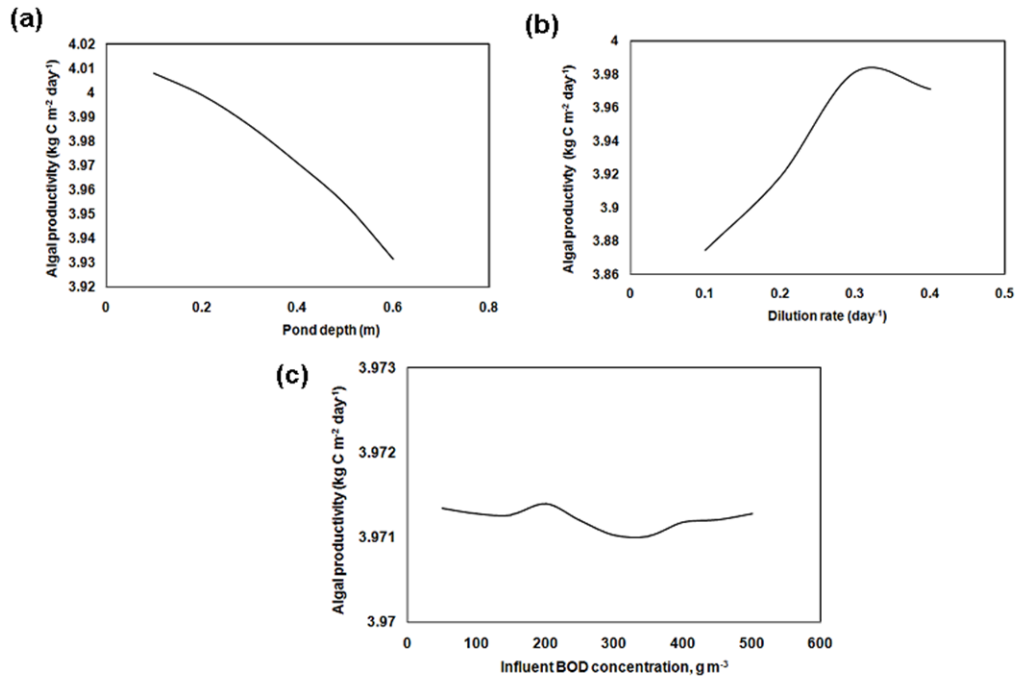 (a)
Algal productivity (kg C m-2 day-1)
4.02
4.01
4
3.99
3.98
3.97
3.96
3.95
3.94
3.93
3.92
0 0.2 0.4 0.6 0.8
Pond depth (m)
(b)
Algal productivity (kg C m-2 day-1)
4
3.98
3.96
3.94
3.92
3.9
3.88
3.86
0 0.1 0.2 0.3 0.4 0.5
Dilution rate (day-1)
(c)
Algal productivity (kg C m-2 day-1)
3.973
3.972
3.971
3.97
0 100 200 300 400 500 600
Influent BOD concentration, g m-3